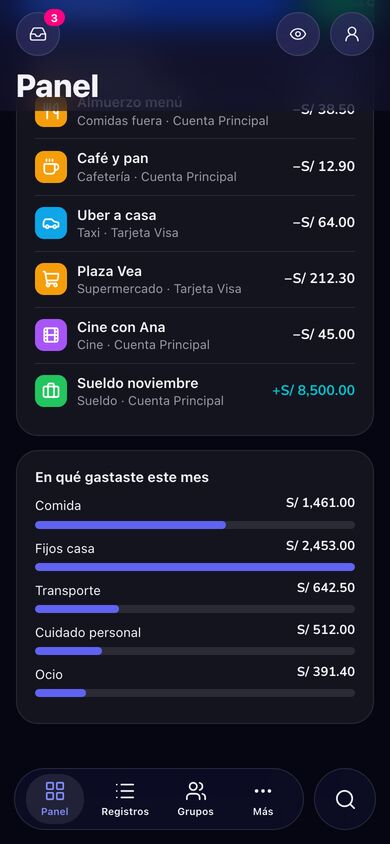 3
Panel
Almuerzo menú
–S/ 38.50
Comidas fuera · Cuenta Principal
Café y pan
–S/ 12.90
Cafetería · Cuenta Principal
Uber a casa
–S/ 64.00
Taxi · Tarjeta Visa
Plaza Vea
–S/ 212.30
Supermercado · Tarjeta Visa
Cine con Ana
–S/ 45.00
Cine · Cuenta Principal
Sueldo noviembre
+S/ 8,500.00
Sueldo · Cuenta Principal
En qué gastaste este mes
Comida
S/ 1,461.00
Fijos casa
S/ 2,453.00
Transporte
S/ 642.50
Cuidado personal
S/ 512.00
Ocio
S/ 391.40
Panel
Registros
Grupos
Más